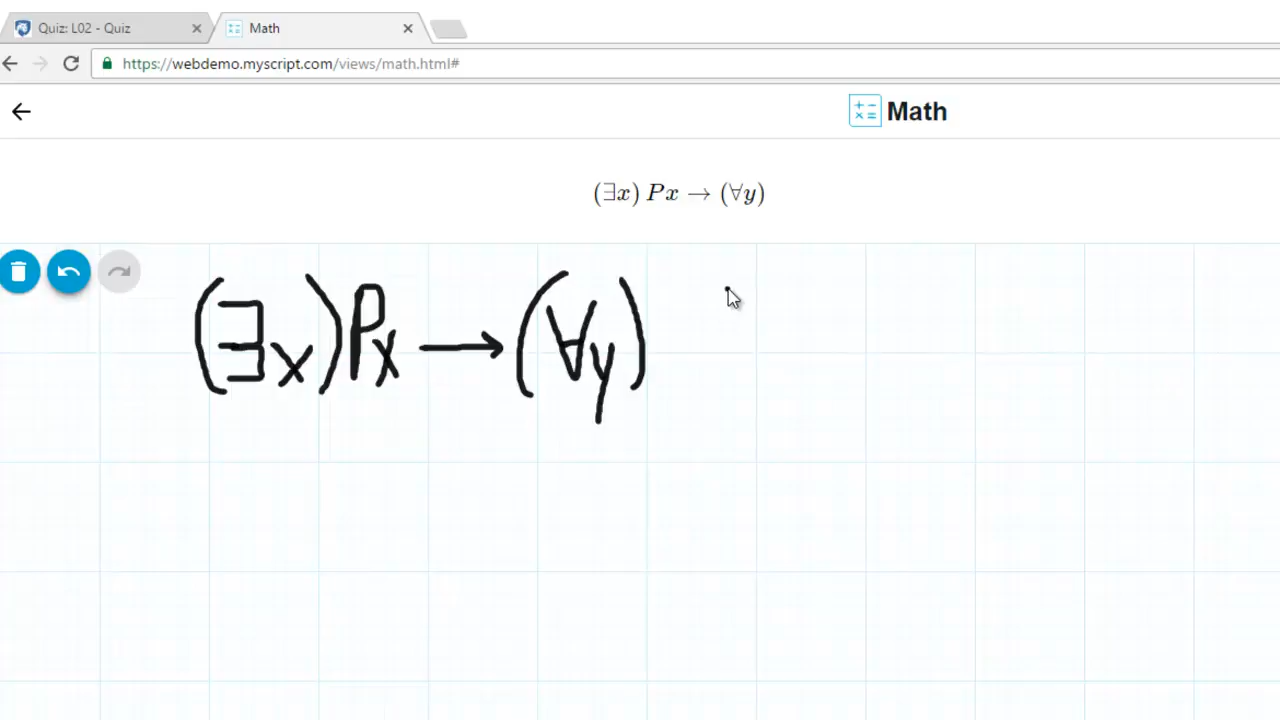 Quiz: L02 - Quiz
Math
https://webdemo.myscript.com/views/math.html#
Math
(∃x) Px → (∀y)
(∃x)Px → (∀y)